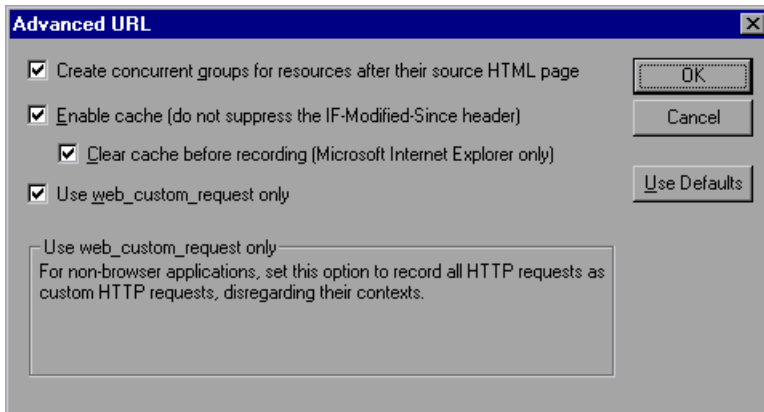 Advanced URL
Create concurrent groups for resources after their source HTML page
OK
Enable cache (do not suppress the IF-Modified-Since header)
Cancel
Clear cache before recording (Microsoft Internet Explorer only)
Use web_custom_request only
Use Defaults
Use web_custom_request only
For non-browser applications, set this option to record all HTTP requests as
custom HTTP requests, disregarding their contexts.